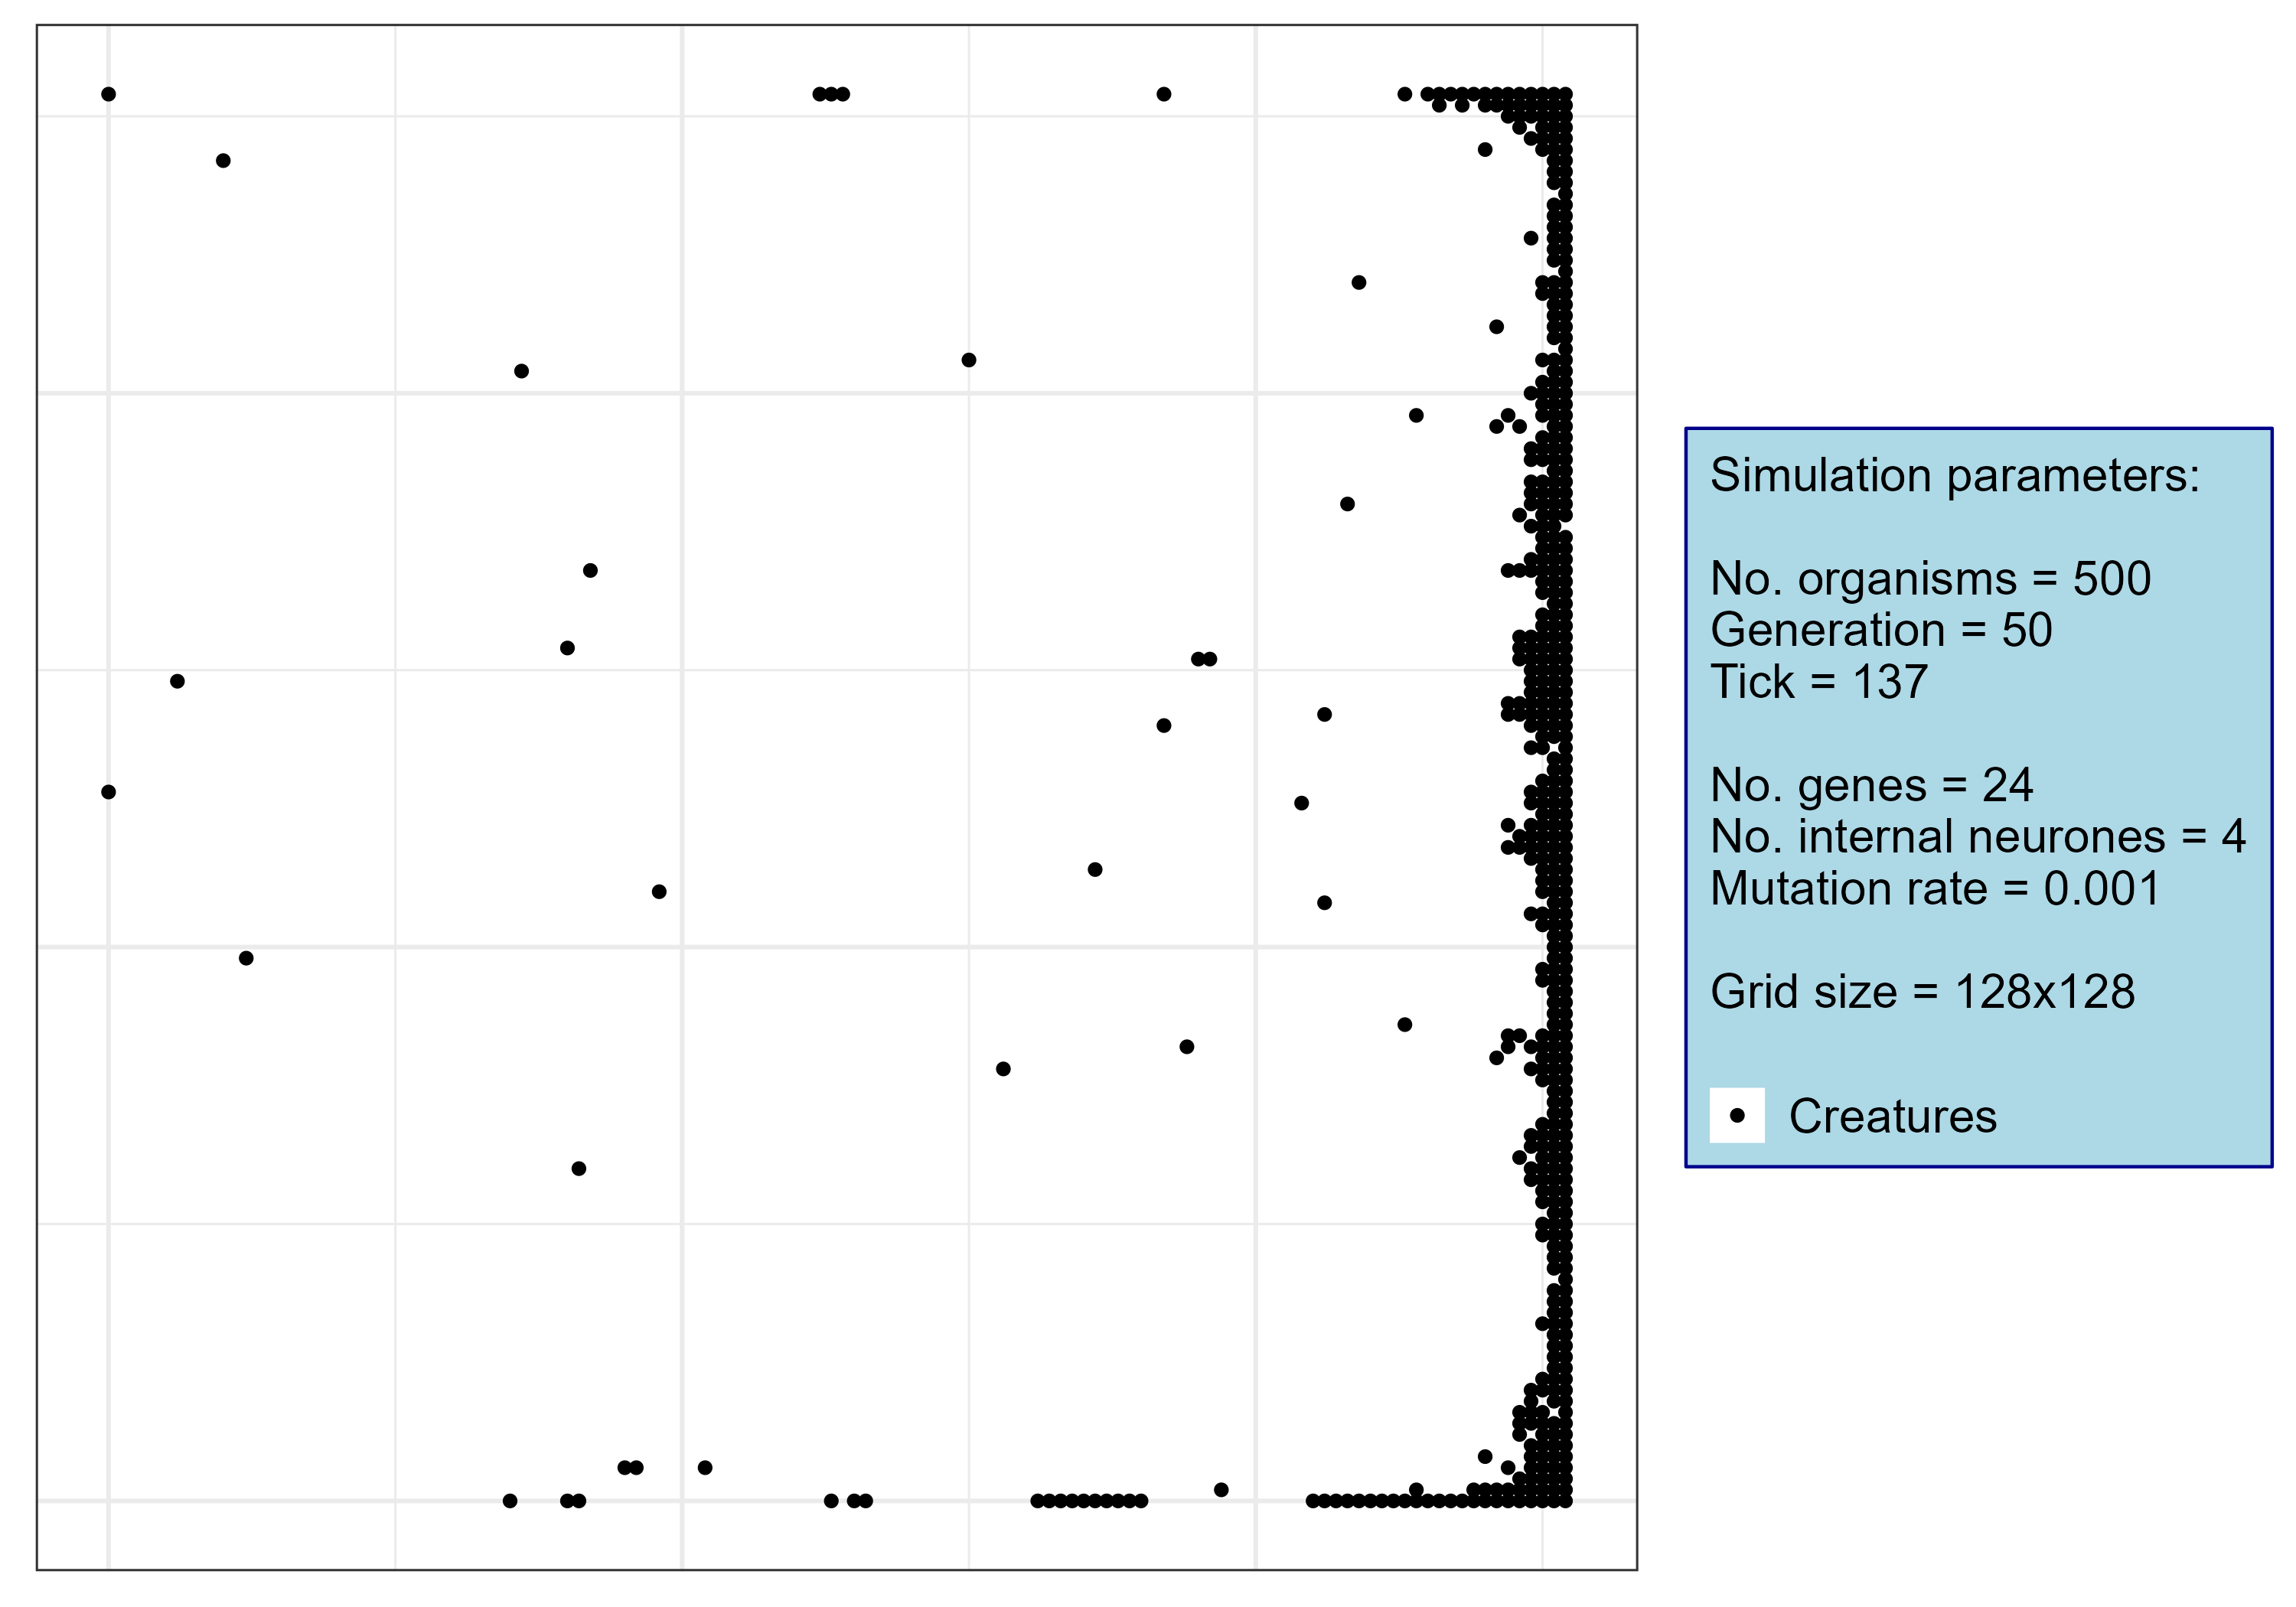 Simulation parameters:
No. organisms = 500
Generation = 50
Tick = 137
No. genes = 24
No. internal neurones = 4
Mutation rate = 0.001
Grid size = 128x128
Creatures